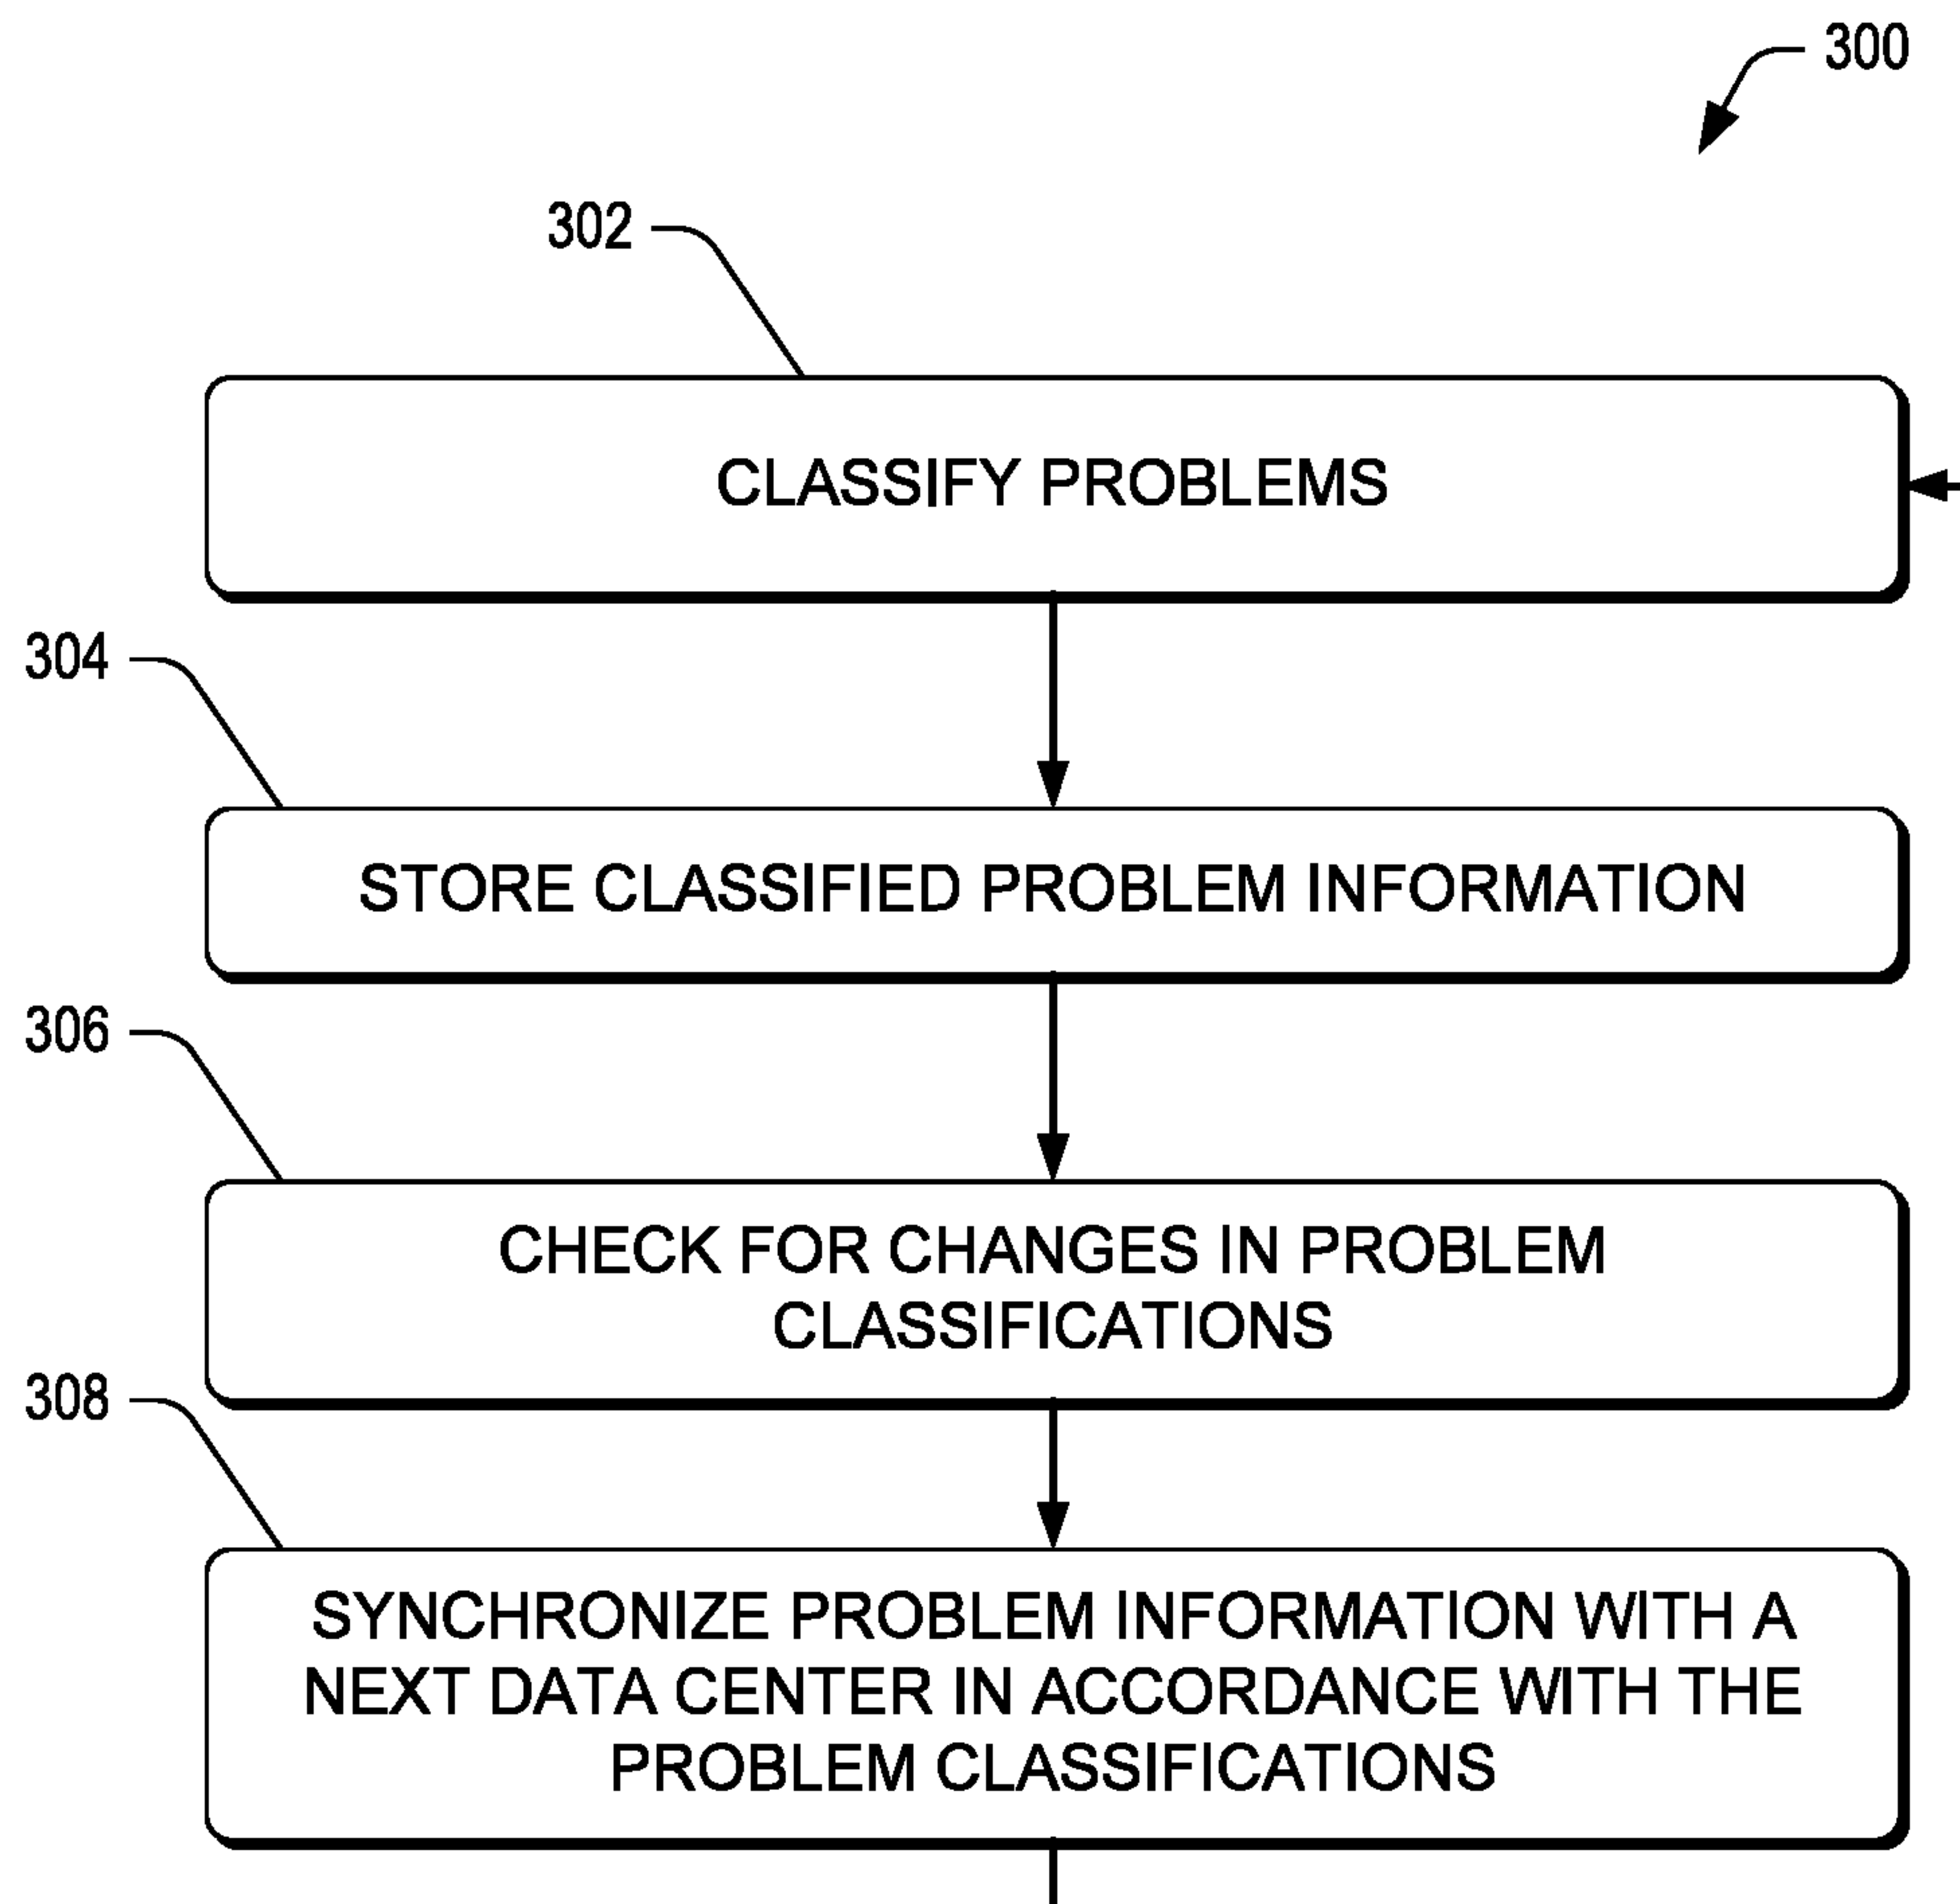 300
302
CLASSIFY PROBLEMS
304
STORE CLASSIFIED PROBLEM INFORMATION
306
CHECK FOR CHANGES IN PROBLEM
CLASSIFICATIONS
308
SYNCHRONIZE PROBLEM INFORMATION WITH A
NEXT DATA CENTER IN ACCORDANCE WITH THE
PROBLEM CLASSIFICATIONS